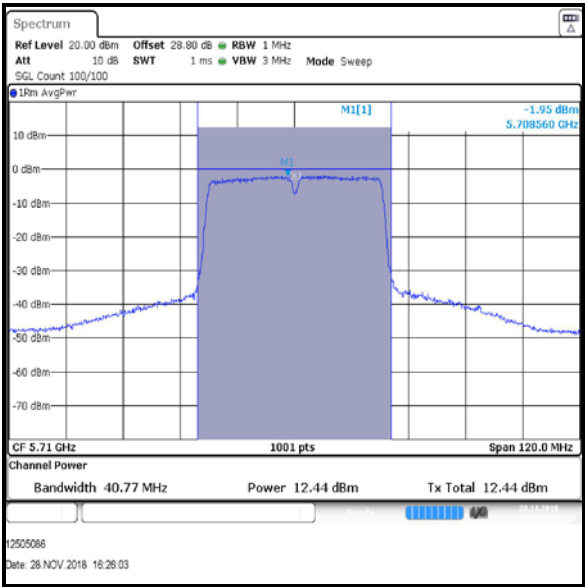 Spectrum
Ref Level 20.00 dBm Offset 28.80 dB RBW 1 MHz
Att 10 dB SWT 1 ms VBW 3 MHz Mode Sweep
SGL Count 100/100
1Rm AvgPwr
M1[1] -1.95 dBm
5.708560 GHz
10 dBm
M1
0 dBm
-10 dBm
-20 dBm
-30 dBm
-40 dBm
-50 dBm
-60 dBm
-70 dBm
CF 5.71 GHz 1001 pts Span 120.0 MHz
Channel Power
Bandwidth 40.77 MHz Power 12.44 dBm Tx Total 12.44 dBm
Ready 28.11.2018
12505086
Date: 28.NOV.2018 16:26:03